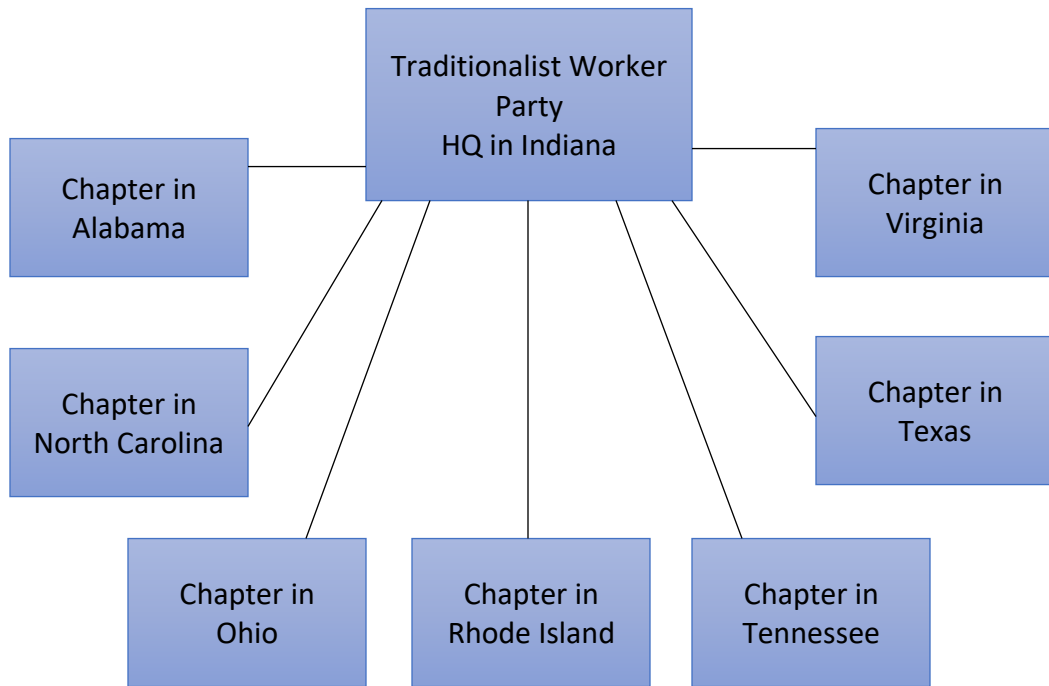 Traditionalist Worker
Party
HQ in Indiana
Chapter in
Alabama
Chapter in
Virginia
Chapter in
North Carolina
Chapter in
Texas
Chapter in
Ohio
Chapter in
Rhode Island
Chapter in
Tennessee